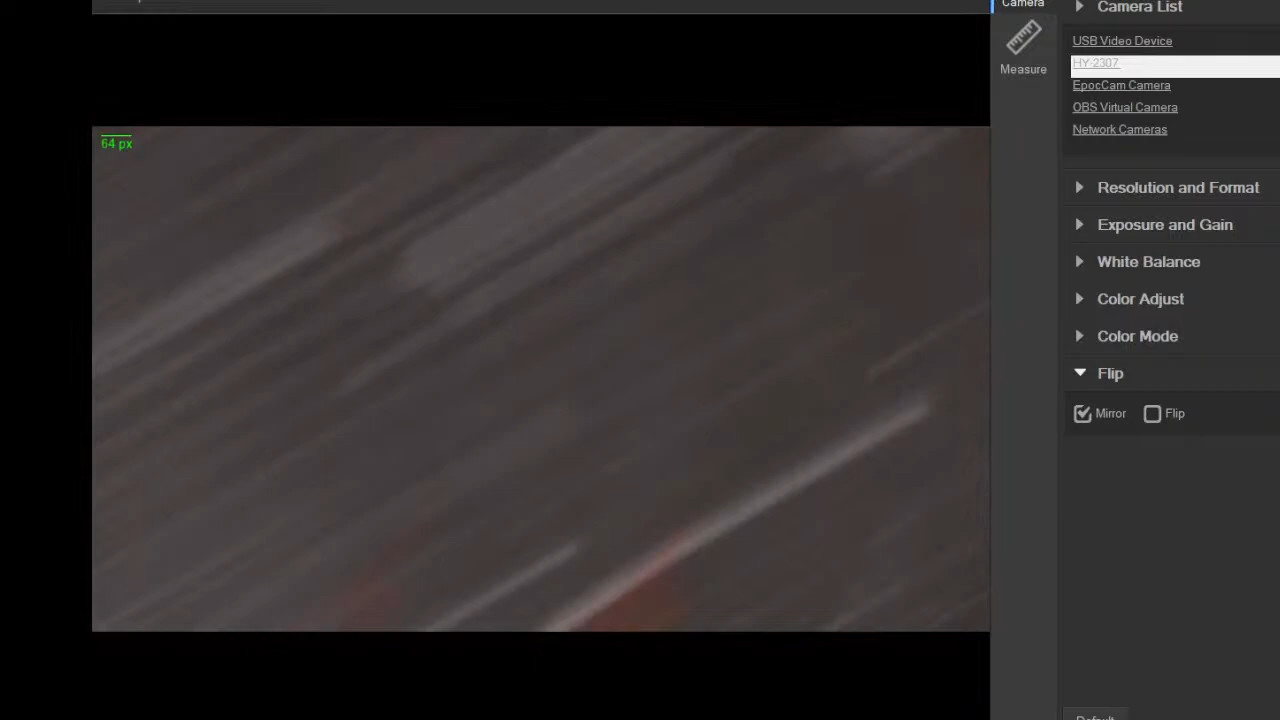 Camera
Camera List
Measure
USB Video Device
HY-2307
EpocCam Camera
OBS Virtual Camera
Network Cameras
64 px
Resolution and Format
Exposure and Gain
White Balance
Color Adjust
Color Mode
Flip
Mirror
Flip
Default